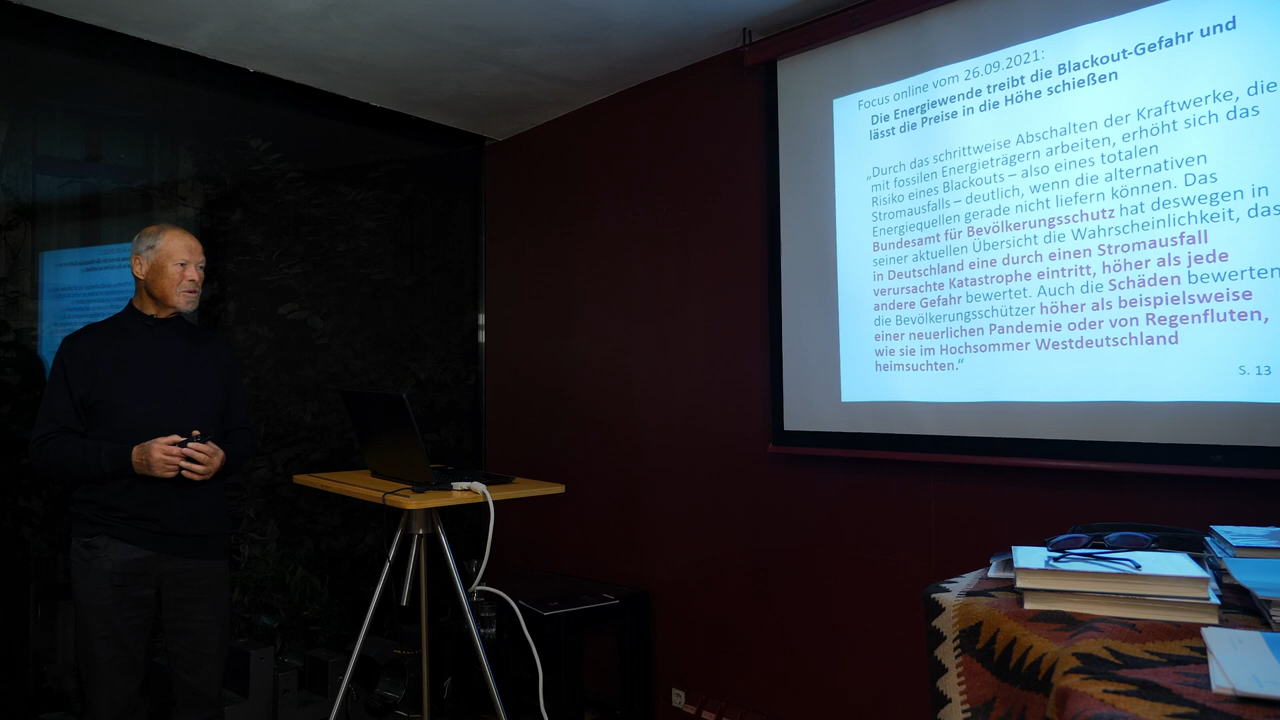 Focus online vom 26.09.2021:
Die Energiewende treibt die Blackout-Gefahr und
lässt die Preise in die Höhe schießen
„Durch das schrittweise Abschalten der Kraftwerke, die
mit fossilen Energieträgern arbeiten, erhöht sich das
Risiko eines Blackouts – also eines totalen
Stromausfalls – deutlich, wenn die alternativen
Energiequellen gerade nicht liefern können. Das
Bundesamt für Bevölkerungsschutz hat deswegen in
seiner aktuellen Übersicht die Wahrscheinlichkeit, das
in Deutschland eine durch einen Stromausfall
verursachte Katastrophe eintritt, höher als jede
andere Gefahr bewertet. Auch die Schäden bewerten
die Bevölkerungsschützer höher als beispielsweise
einer neuerlichen Pandemie oder von Regenfluten,
wie sie im Hochsommer Westdeutschland
heimsuchten.“
S. 13